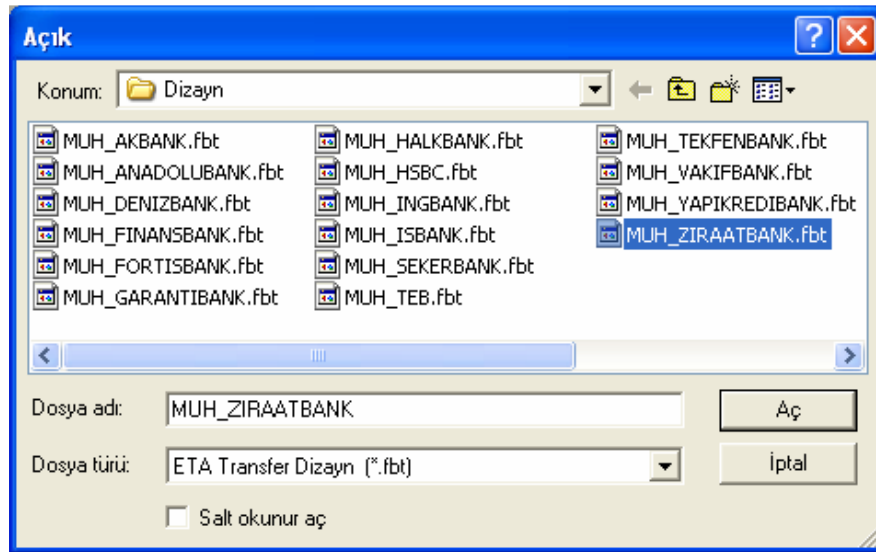 Açık
Konum: Dizayn
MUH_AKBANK.fbt
MUH_ANADOLUBANK.fbt
MUH_DENIZBANK.fbt
MUH_FINANSBANK.fbt
MUH_FORTISBANK.fbt
MUH_GARANTIBANK.fbt
MUH_HALKBANK.fbt
MUH_HSBC.fbt
MUH_INGBANK.fbt
MUH_ISBANK.fbt
MUH_SEKERBANK.fbt
MUH_TEB.fbt
MUH_TEKFENBANK.fbt
MUH_VAKIFBANK.fbt
MUH_YAPIKREDIBANK.fbt
MUH_ZIRAATBANK.fbt
Dosya adı: MUH_ZIRAATBANK Aç
Dosya türü: ETA Transfer Dizayn (*.fbt) İptal
Salt okunur aç